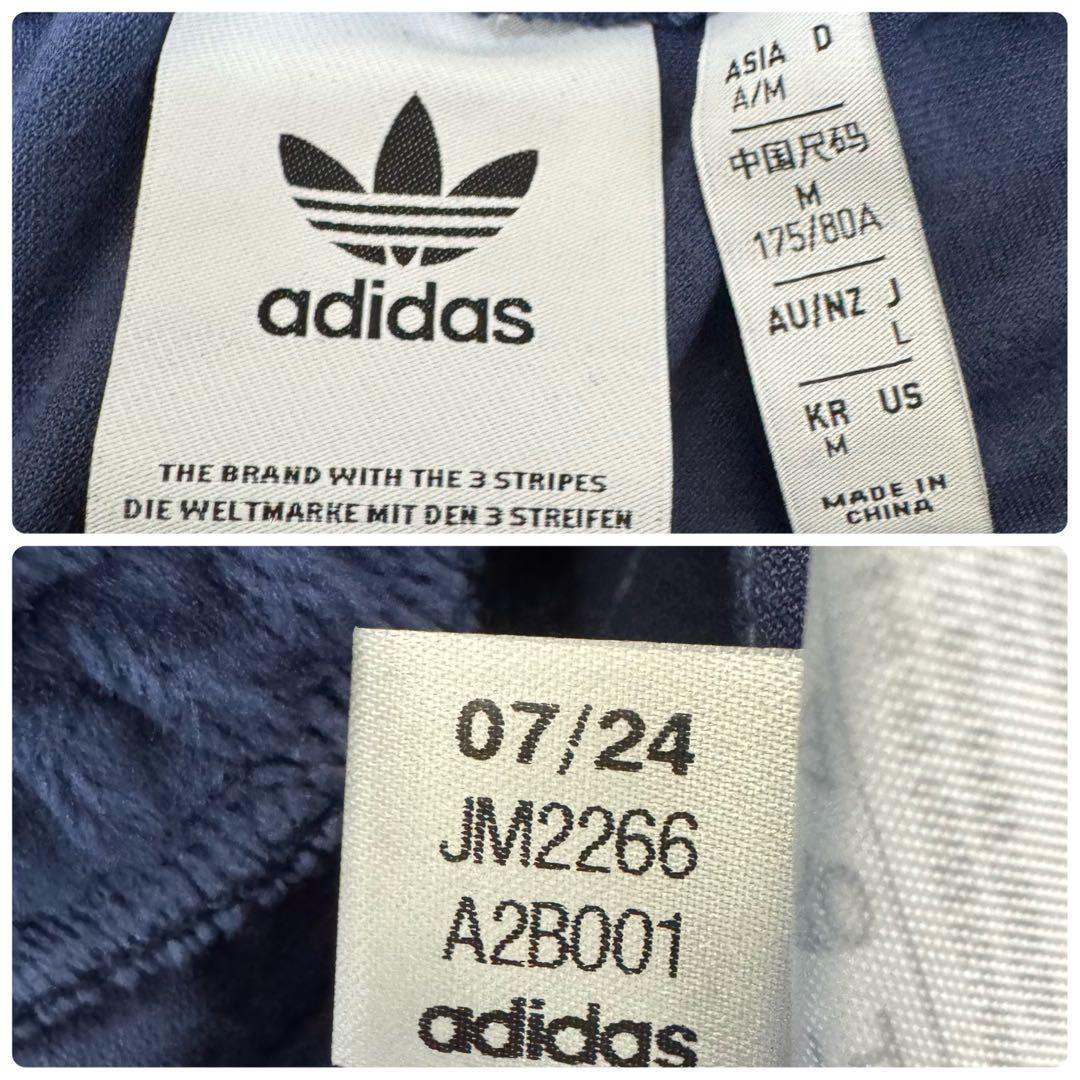 adidas
THE BRAND WITH THE 3 STRIPES
DIE WELTMARKE MIT DEN 3 STREIFEN
ASIA D
A/M
中国尺码
M
175/80A
AU/NZ J
L
KR US
M
MADE IN
CHINA
07/24
JM2266
A2B001
adidas